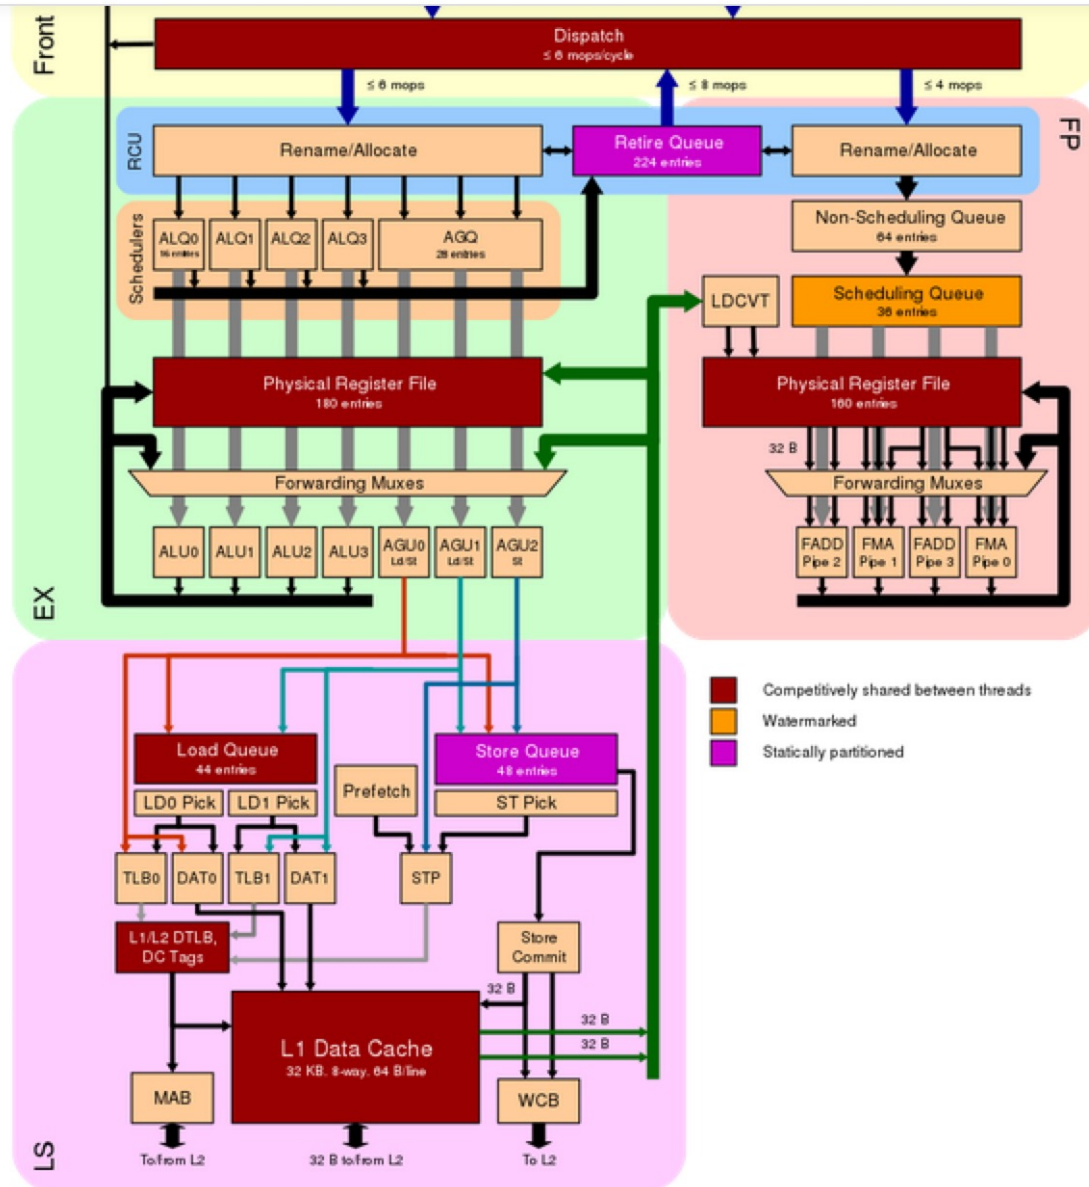 Front
Dispatch
≤ 6 mops/cycle
≤ 6 mops
≤ 8 mops
≤ 4 mops
RCU
Rename/Allocate
Retire Queue
224 entries
Rename/Allocate
FP
Schedulers
ALQ0
16 entries
ALQ1
ALQ2
ALQ3
AGQ
28 entries
Non-Scheduling Queue
64 entries
LDCVT
Scheduling Queue
36 entries
Physical Register File
180 entries
Physical Register File
160 entries
32 B
Forwarding Muxes
Forwarding Muxes
EX
ALU0
ALU1
ALU2
ALU3
AGU0
Ld/St
AGU1
Ld/St
AGU2
St
FADD
Pipe 2
FMA
Pipe 1
FADD
Pipe 3
FMA
Pipe 0
Competitively shared between threads
Watermarked
Statically partitioned
Load Queue
44 entries
Store Queue
48 entries
LD0 Pick
LD1 Pick
Prefetch
ST Pick
TLB0
DAT0
TLB1
DAT1
STP
L1/L2 DTLB,
DC Tags
Store
Commit
32 B
32 B
32 B
L1 Data Cache
32 KB, 8-way, 64 B/line
MAB
WCB
LS
To/from L2
32 B to/from L2
To L2